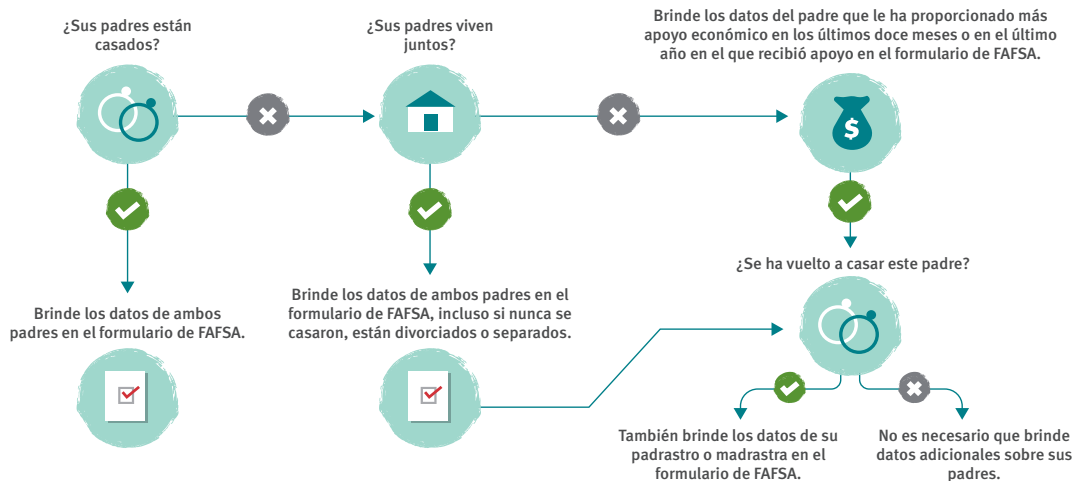 ¿Sus padres están
casados?
¿Sus padres viven
juntos?
Brinde los datos del padre que le ha proporcionado más
apoyo económico en los últimos doce meses o en el último
año en el que recibió apoyo en el formulario de FAFSA.
$
¿Se ha vuelto a casar este padre?
Brinde los datos de ambos
padres en el formulario de FAFSA.
Brinde los datos de ambos padres en el
formulario de FAFSA, incluso si nunca se
casaron, están divorciados o separados.
También brinde los datos de su
padrastro o madrastra en el
formulario de FAFSA.
No es necesario que brinde
datos adicionales sobre sus
padres.